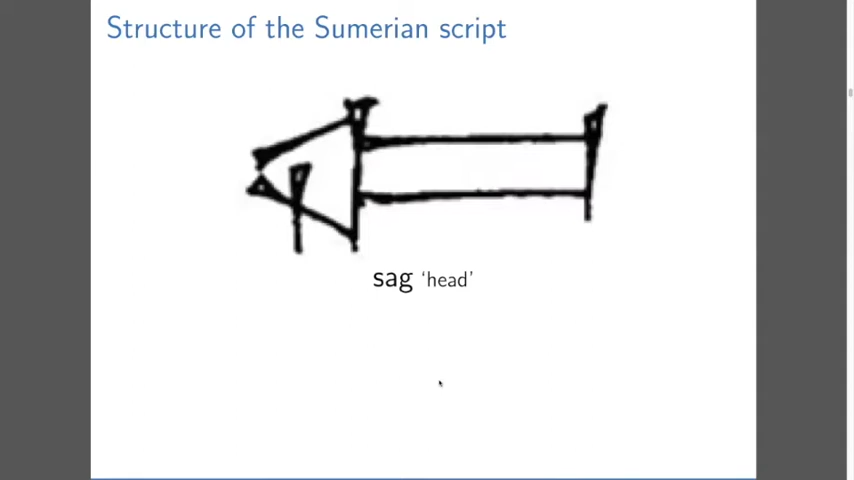 Structure of the Sumerian script
sag ‘head’